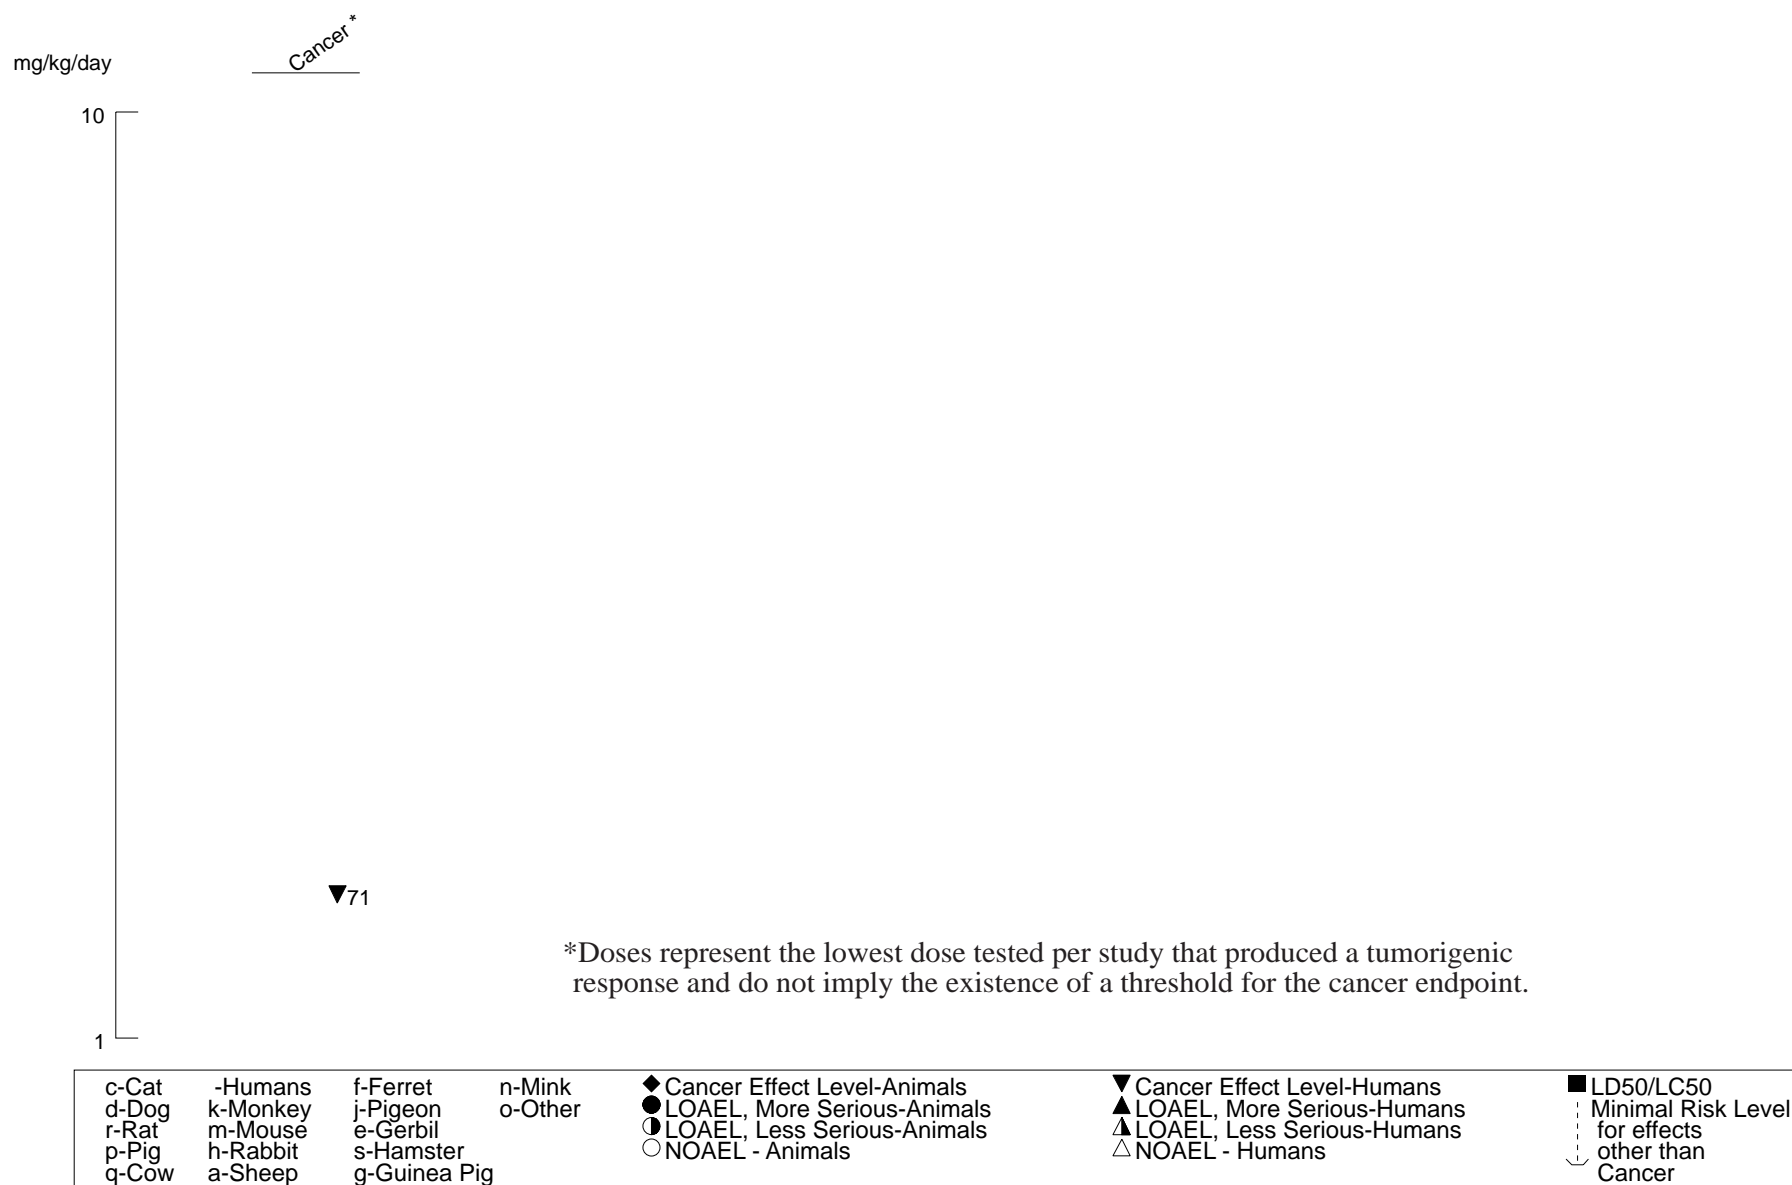 mg/kg/day
Cancer *
10
71
*Doses represent the lowest dose tested per study that produced a tumorigenic
response and do not imply the existence of a threshold for the cancer endpoint.
1
c-Cat -Humans f-Ferret n-Mink Cancer Effect Level-Animals Cancer Effect Level-Humans LD50/LC50
d-Dog k-Monkey j-Pigeon o-Other LOAEL, More Serious-Animals LOAEL, More Serious-Humans Minimal Risk Level
r-Rat m-Mouse e-Gerbil LOAEL, Less Serious-Animals LOAEL, Less Serious-Humans for effects
p-Pig h-Rabbit s-Hamster NOAEL - Animals NOAEL - Humans other than
q-Cow a-Sheep g-Guinea Pig Cancer